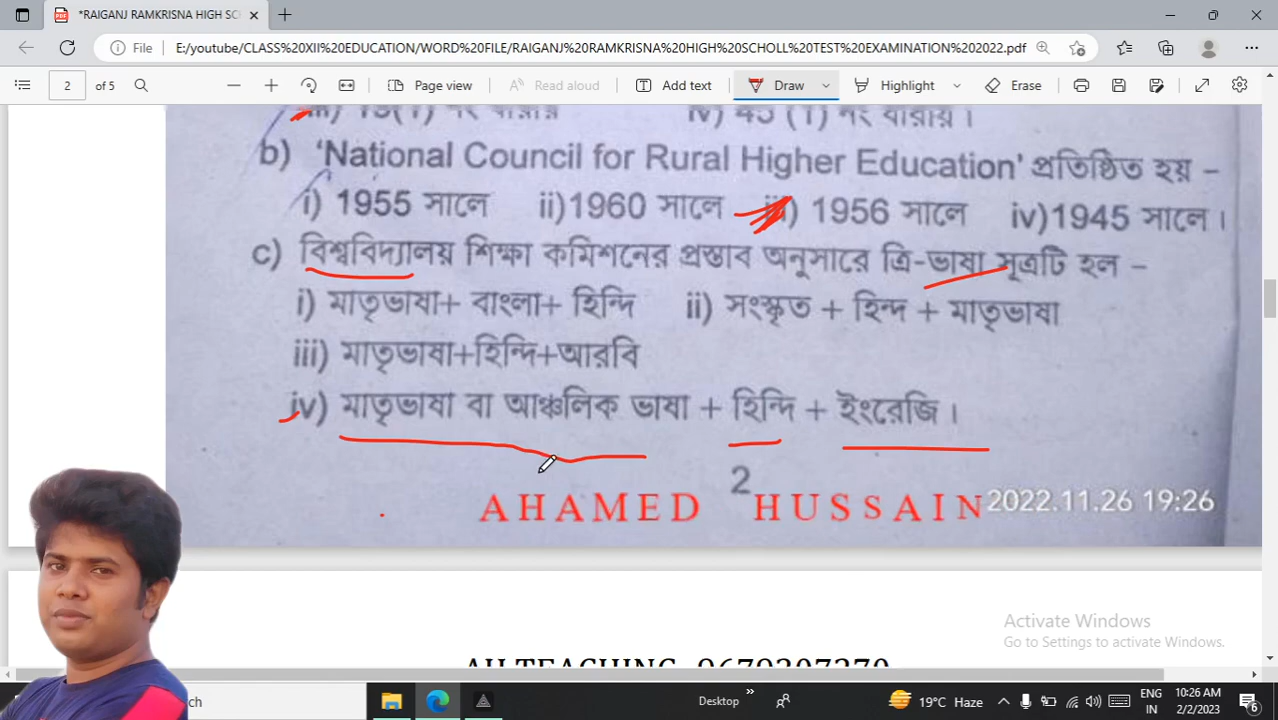 *RAIGANJ RAMKRISNA HIGH SC
File E:/youtube/CLASS%20XII%20EDUCATION/WORD%20FILE/RAIGANJ%20RAMKRISNA%20HIGH%20SCHOLL%20TEST%20EXAMINATION%202022.pdf
2 of 5 Page view Read aloud Add text Draw Highlight Erase
b) 'National Council for Rural Higher Education' প্রতিষ্ঠিত হয় –
i) 1955 সালে ii)1960 সালে iii) 1956 সালে iv)1945 সালে।
c) বিশ্ববিদ্যালয় শিক্ষা কমিশনের প্রস্তাব অনুসারে ত্রি-ভাষা সূত্রটি হল –
i) মাতৃভাষা+ বাংলা+ হিন্দি ii) সংস্কৃত + হিন্দ + মাতৃভাষা
iii) মাতৃভাষা+হিন্দি+আরবি
iv) মাতৃভাষা বা আঞ্চলিক ভাষা + হিন্দি + ইংরেজি।
2
AHAMED HUSSAIN 2022.11.26 19:26
Activate Windows
Go to Settings to activate Windows.
AH TEACHING
rch Desktop 19°C Haze ENG 10:26 AM
IN 2/2/2023 6